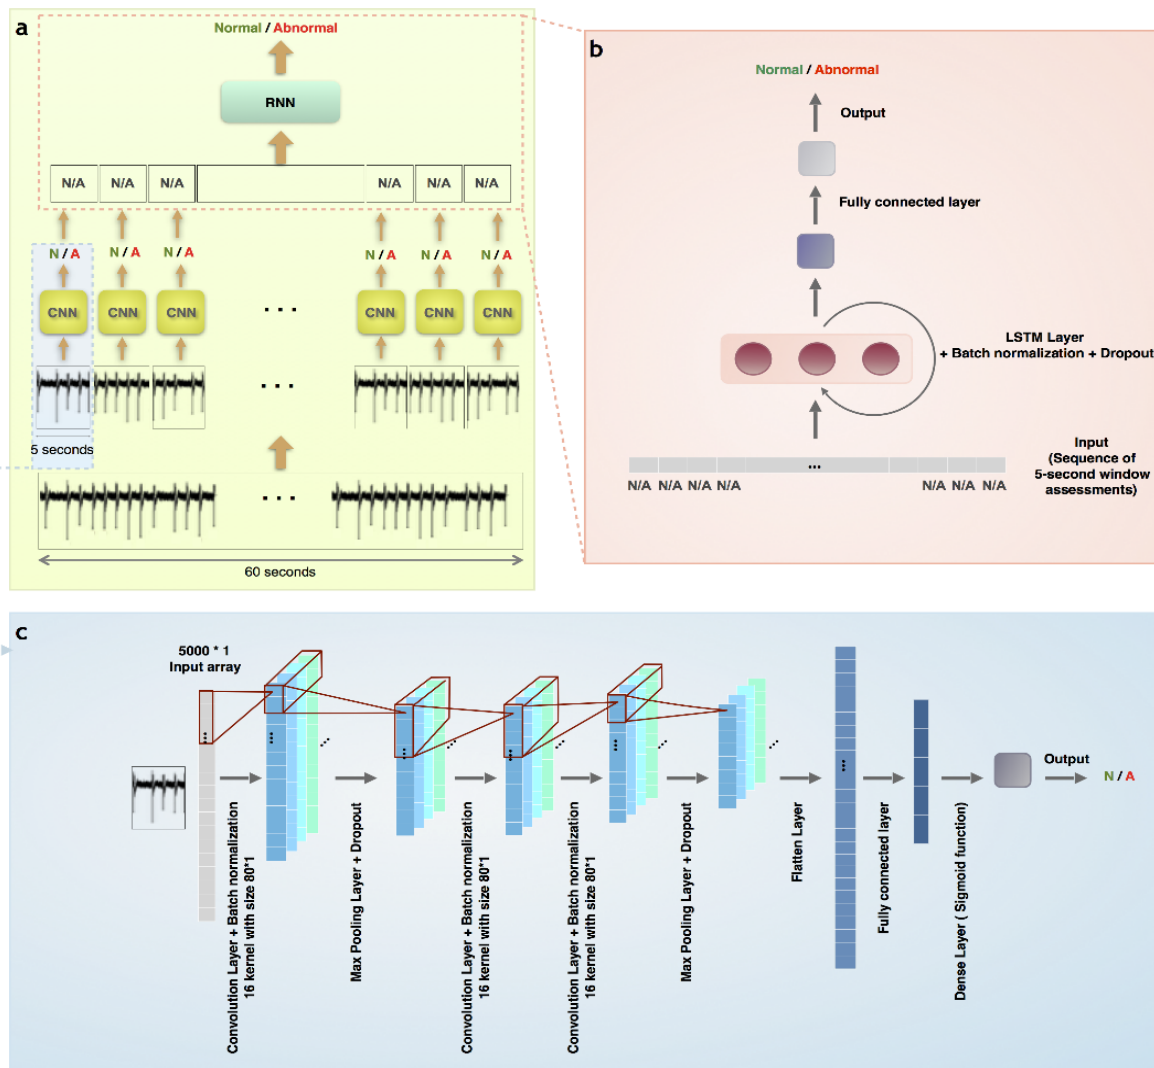 a
Normal / Abnormal
RNN
N/A N/A N/A N/A N/A N/A
N / A N / A N / A N / A N / A N / A
CNN CNN CNN ... CNN CNN CNN
...
5 seconds
...
60 seconds
b
Normal / Abnormal
Output
Fully connected layer
LSTM Layer
+ Batch normalization + Dropout
Input
(Sequence of
5-second window
assessments)
...
N/A N/A N/A N/A N/A N/A N/A
c
5000 * 1
Input array
Convolution Layer + Batch normalization
16 kernel with size 80*1
Max Pooling Layer + Dropout
Convolution Layer + Batch normalization
16 kernel with size 80*1
Convolution Layer + Batch normalization
16 kernel with size 80*1
Max Pooling Layer + Dropout
Flatten Layer
Fully connected layer
Dense Layer ( Sigmoid function)
Output
N / A